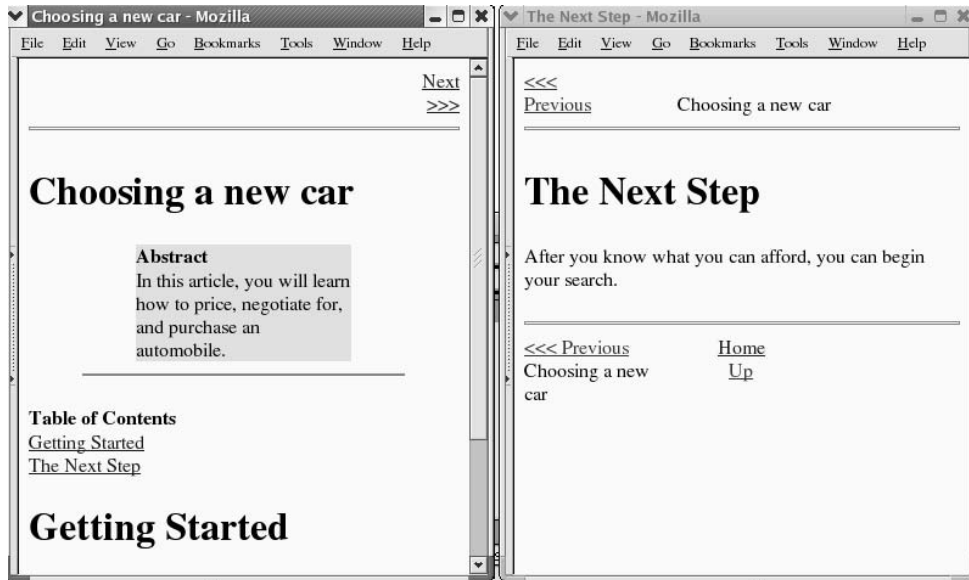 Choosing a new car - Mozilla
File Edit View Go Bookmarks Tools Window Help
Next
>>>
Choosing a new car
Abstract
In this article, you will learn
how to price, negotiate for,
and purchase an
automobile.
Table of Contents
Getting Started
The Next Step
Getting Started
The Next Step - Mozilla
File Edit View Go Bookmarks Tools Window Help
<<<
Previous Choosing a new car
The Next Step
After you know what you can afford, you can begin
your search.
<<< Previous Home
Choosing a new Up
car